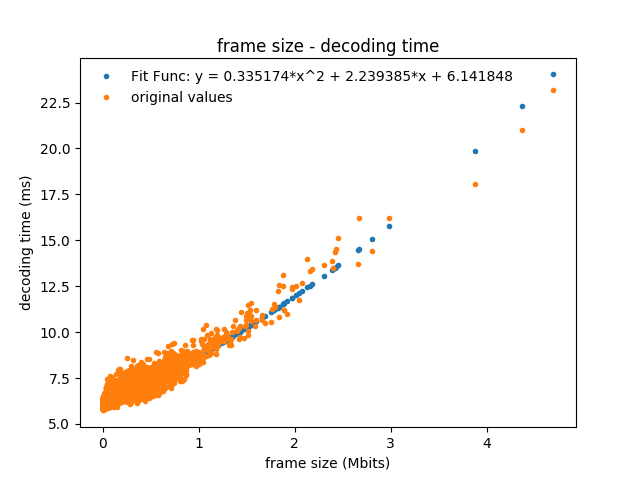 frame size - decoding time
Fit Func: y = 0.335174*x^2 + 2.239385*x + 6.141848
original values
22.5
20.0
17.5
15.0
12.5
10.0
7.5
5.0
decoding time (ms)
0 1 2 3 4
frame size (Mbits)